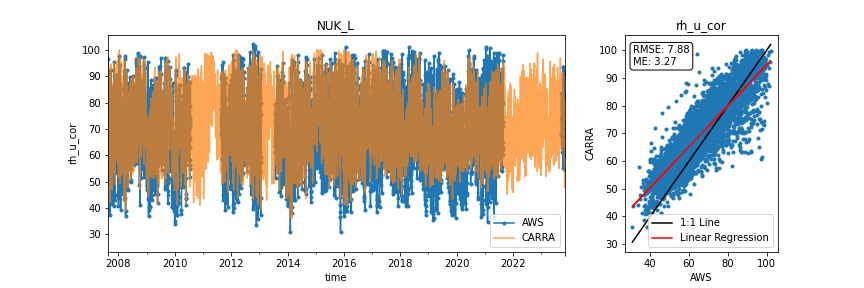 NUK_L
rh_u_cor
100
90
80
70
60
50
40
30
rh_u_cor
2008
2010
2012
2014
2016
2018
2020
2022
time
AWS
CARRA
rh_u_cor
RMSE: 7.88
ME: 3.27
100
90
80
70
60
50
40
30
CARRA
40
60
80
100
AWS
1:1 Line
Linear Regression